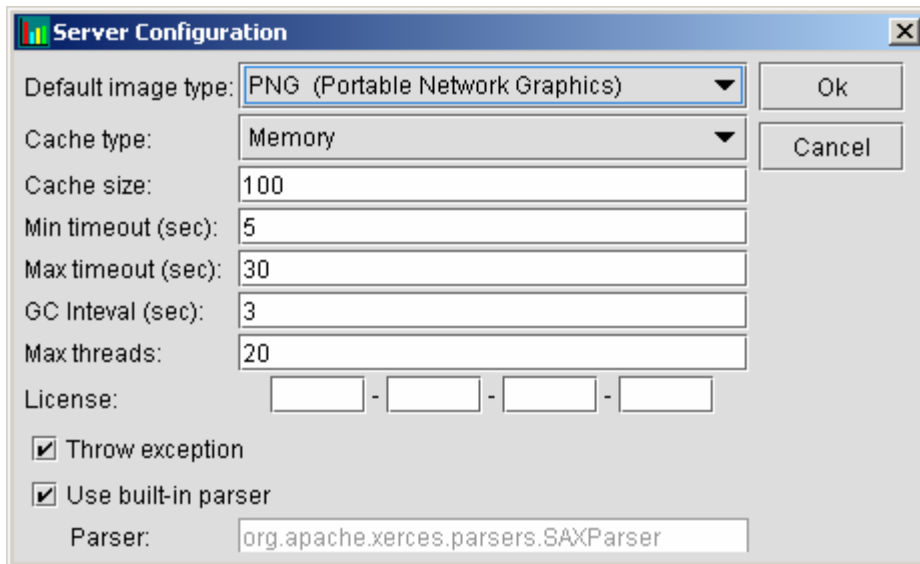 Server Configuration
Default image type: PNG (Portable Network Graphics) Ok
Cache type: Memory Cancel
Cache size: 100
Min timeout (sec): 5
Max timeout (sec): 30
GC Inteval (sec): 3
Max threads: 20
License: - - -
Throw exception
Use built-in parser
Parser: org.apache.xerces.parsers.SAXParser